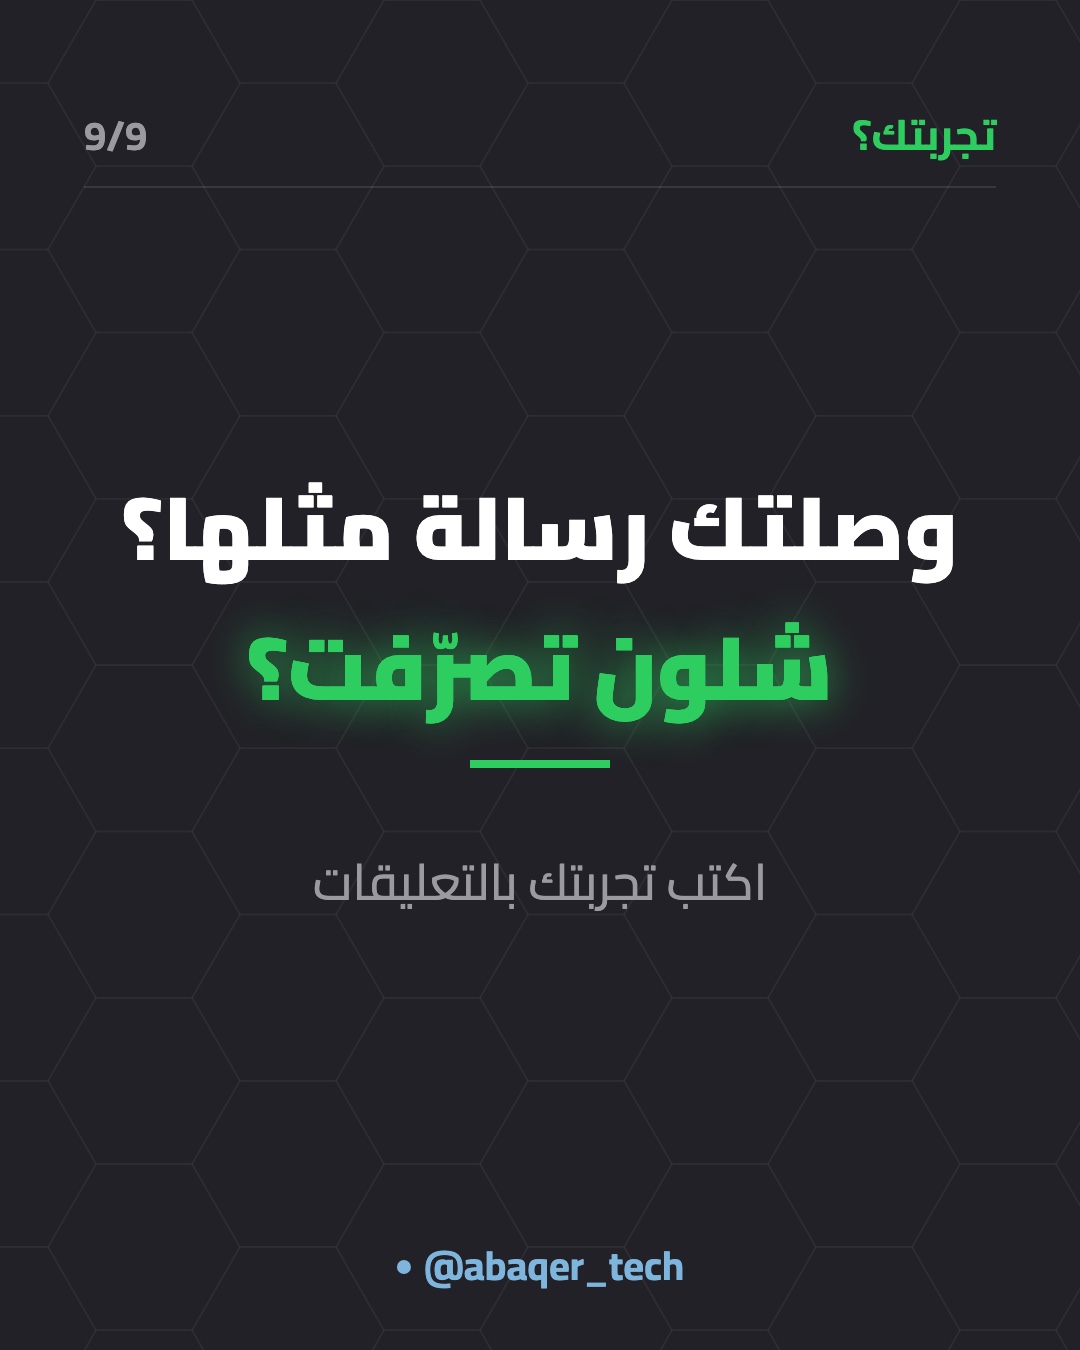 تجربتك؟
9/9
وصلتك رسالة مثلها؟
شلون تصرّفت؟
اكتب تجربتك بالتعليقات
@abaqer_tech